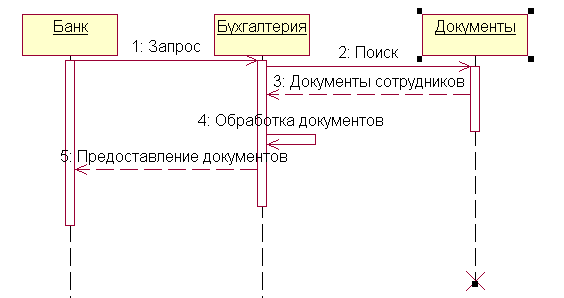 Банк
Бухгалтерия
Документы
1: Запрос
2: Поиск
3: Документы сотрудников
4: Обработка документов
5: Предоставление документов